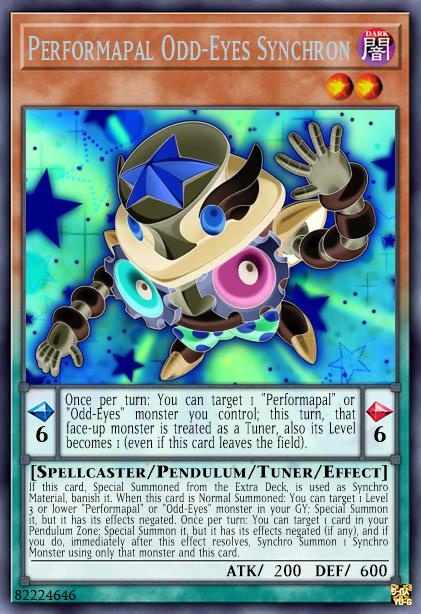 PERFORMAPAL ODD-EYES SYNCHRON
DARK
闇
Once per turn: You can target 1 "Performapal" or
"Odd-Eyes" monster you control; this turn, that
face-up monster is treated as a Tuner, also its Level
becomes 1 (even if this card leaves the field).
6
6
[SPELLCASTER/PENDULUM/TUNER/EFFECT]
If this card, Special Summoned from the Extra Deck, is used as Synchro
Material, banish it. When this card is Normal Summoned: You can target 1 Level
3 or lower "Performapal" or "Odd-Eyes" monster in your GY; Special Summon
it, but it has its effects negated. Once per turn: You can target 1 card in your
Pendulum Zone; Special Summon it, but it has its effects negated (if any), and if
you do, immediately after this effect resolves, Synchro Summon 1 Synchro
Monster using only that monster and this card.
ATK/ 200 DEF/ 600
82224646